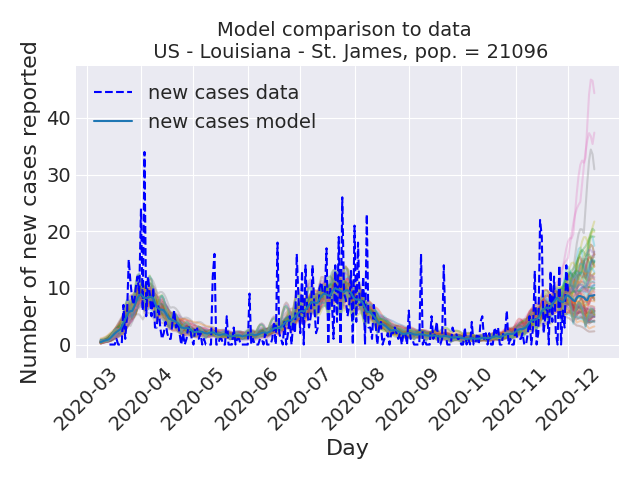 Model comparison to data
US - Louisiana - St. James, pop. = 21096
Number of new cases reported
40
30
20
10
0
new cases data
new cases model
2020-03
2020-04
2020-05
2020-06
2020-07
2020-08
2020-09
2020-10
2020-11
2020-12
Day